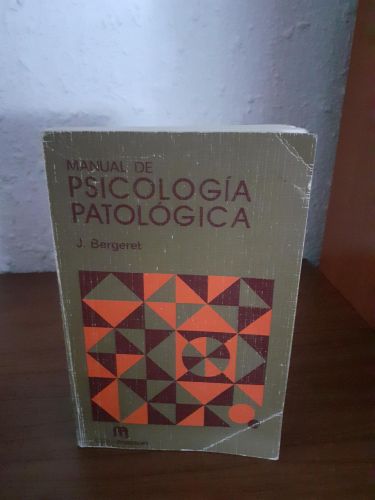 MANUAL DE
PSICOLOGÍA
PATOLÓGICA
J. Bergeret